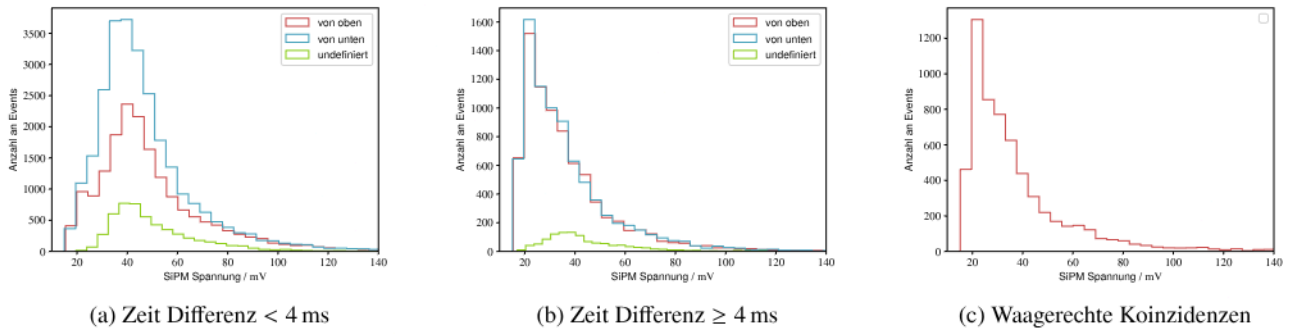 von oben
von unten
undefiniert
3500
3000
2500
2000
1500
1000
500
0
Anzahl an Events
20 40 60 80 100 120 140
SiPM Spannung / mV
(a) Zeit Differenz < 4 ms
von oben
von unten
undefiniert
1600
1400
1200
1000
800
600
400
200
0
Anzahl an Events
20 40 60 80 100 120 140
SiPM Spannung / mV
(b) Zeit Differenz ≥ 4 ms
1200
1000
800
600
400
200
0
Anzahl an Events
20 40 60 80 100 120 140
SiPM Spannung / mV
(c) Waagerechte Koinzidenzen